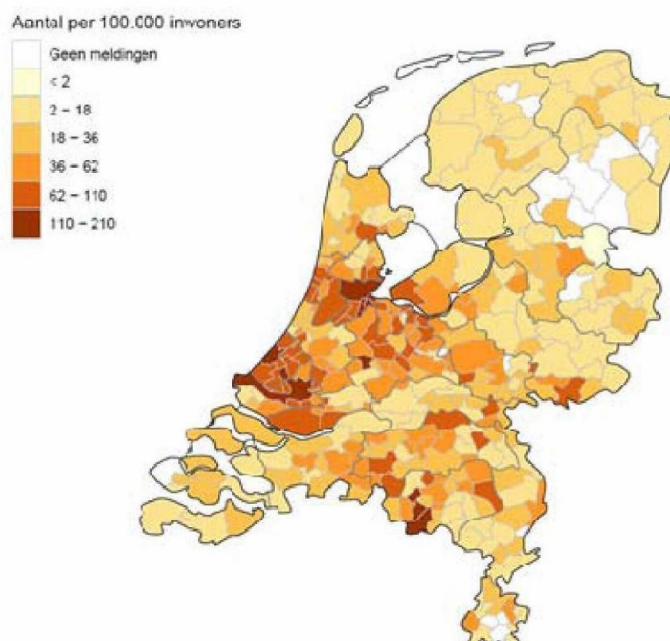 Aantal per 100.000 inwoners
Geen meldingen
< 2
2 – 18
18 – 36
36 – 62
62 – 110
110 – 210